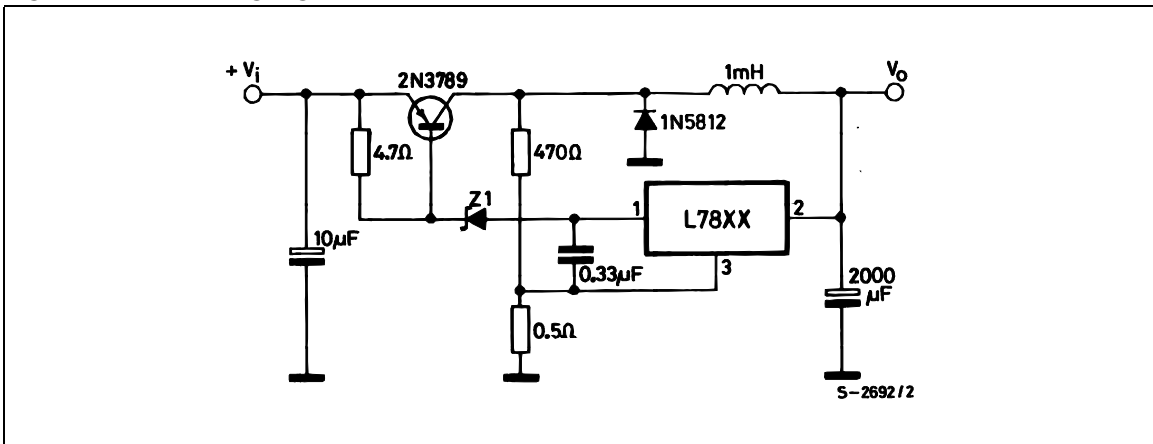 + Vi
2N3789
1mH
Vo
1N5812
4.7Ω
470Ω
Z1
1
L78XX
2
10µF
0.33µF
3
2000
µF
0.5Ω
S-2692/2